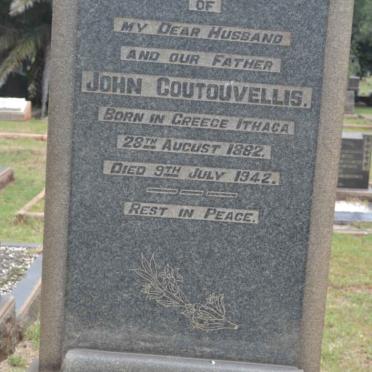 OF
MY DEAR HUSBAND
AND OUR FATHER
JOHN COUTOUVELLIS.
BORN IN GREECE ITHACA
28TH AUGUST 1882.
DIED 9TH JULY 1942.
REST IN PEACE.